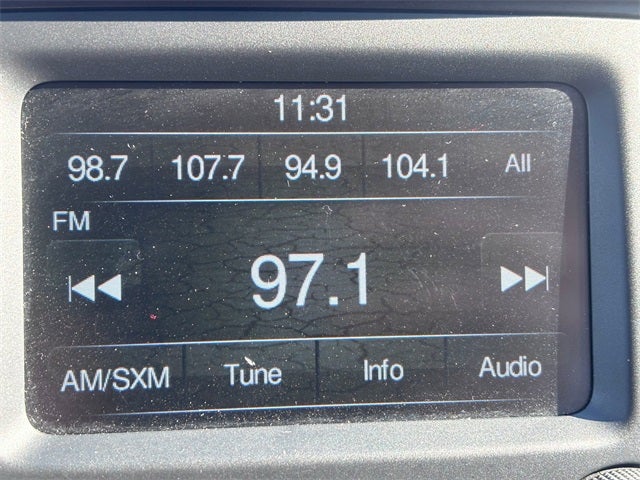 11:31
98.7 107.7 94.9 104.1 All
FM
97.1
AM/SXM Tune Info Audio